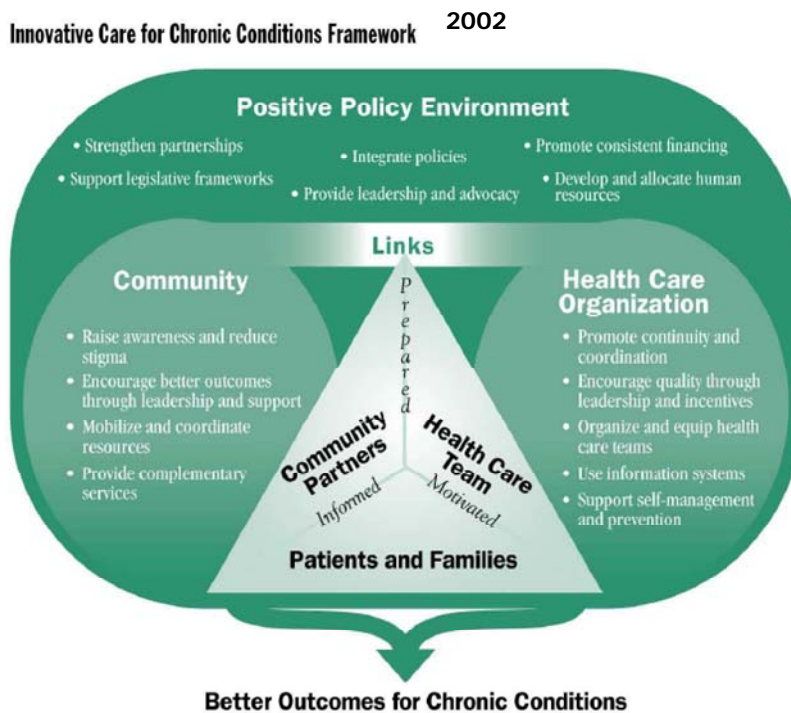 Innovative Care for Chronic Conditions Framework 2002
Positive Policy Environment
• Strengthen partnerships
• Support legislative frameworks
• Integrate policies
• Provide leadership and advocacy
• Promote consistent financing
• Develop and allocate human
resources
Links
Community
• Raise awareness and reduce
stigma
• Encourage better outcomes
through leadership and support
• Mobilize and coordinate
resources
• Provide complementary
services
Prepared
Community
Partners
Informed
Health Care
Team
Motivated
Patients and Families
Health Care
Organization
• Promote continuity and
coordination
• Encourage quality through
leadership and incentives
• Organize and equip health
care teams
• Use information systems
• Support self-management
and prevention
Better Outcomes for Chronic Conditions